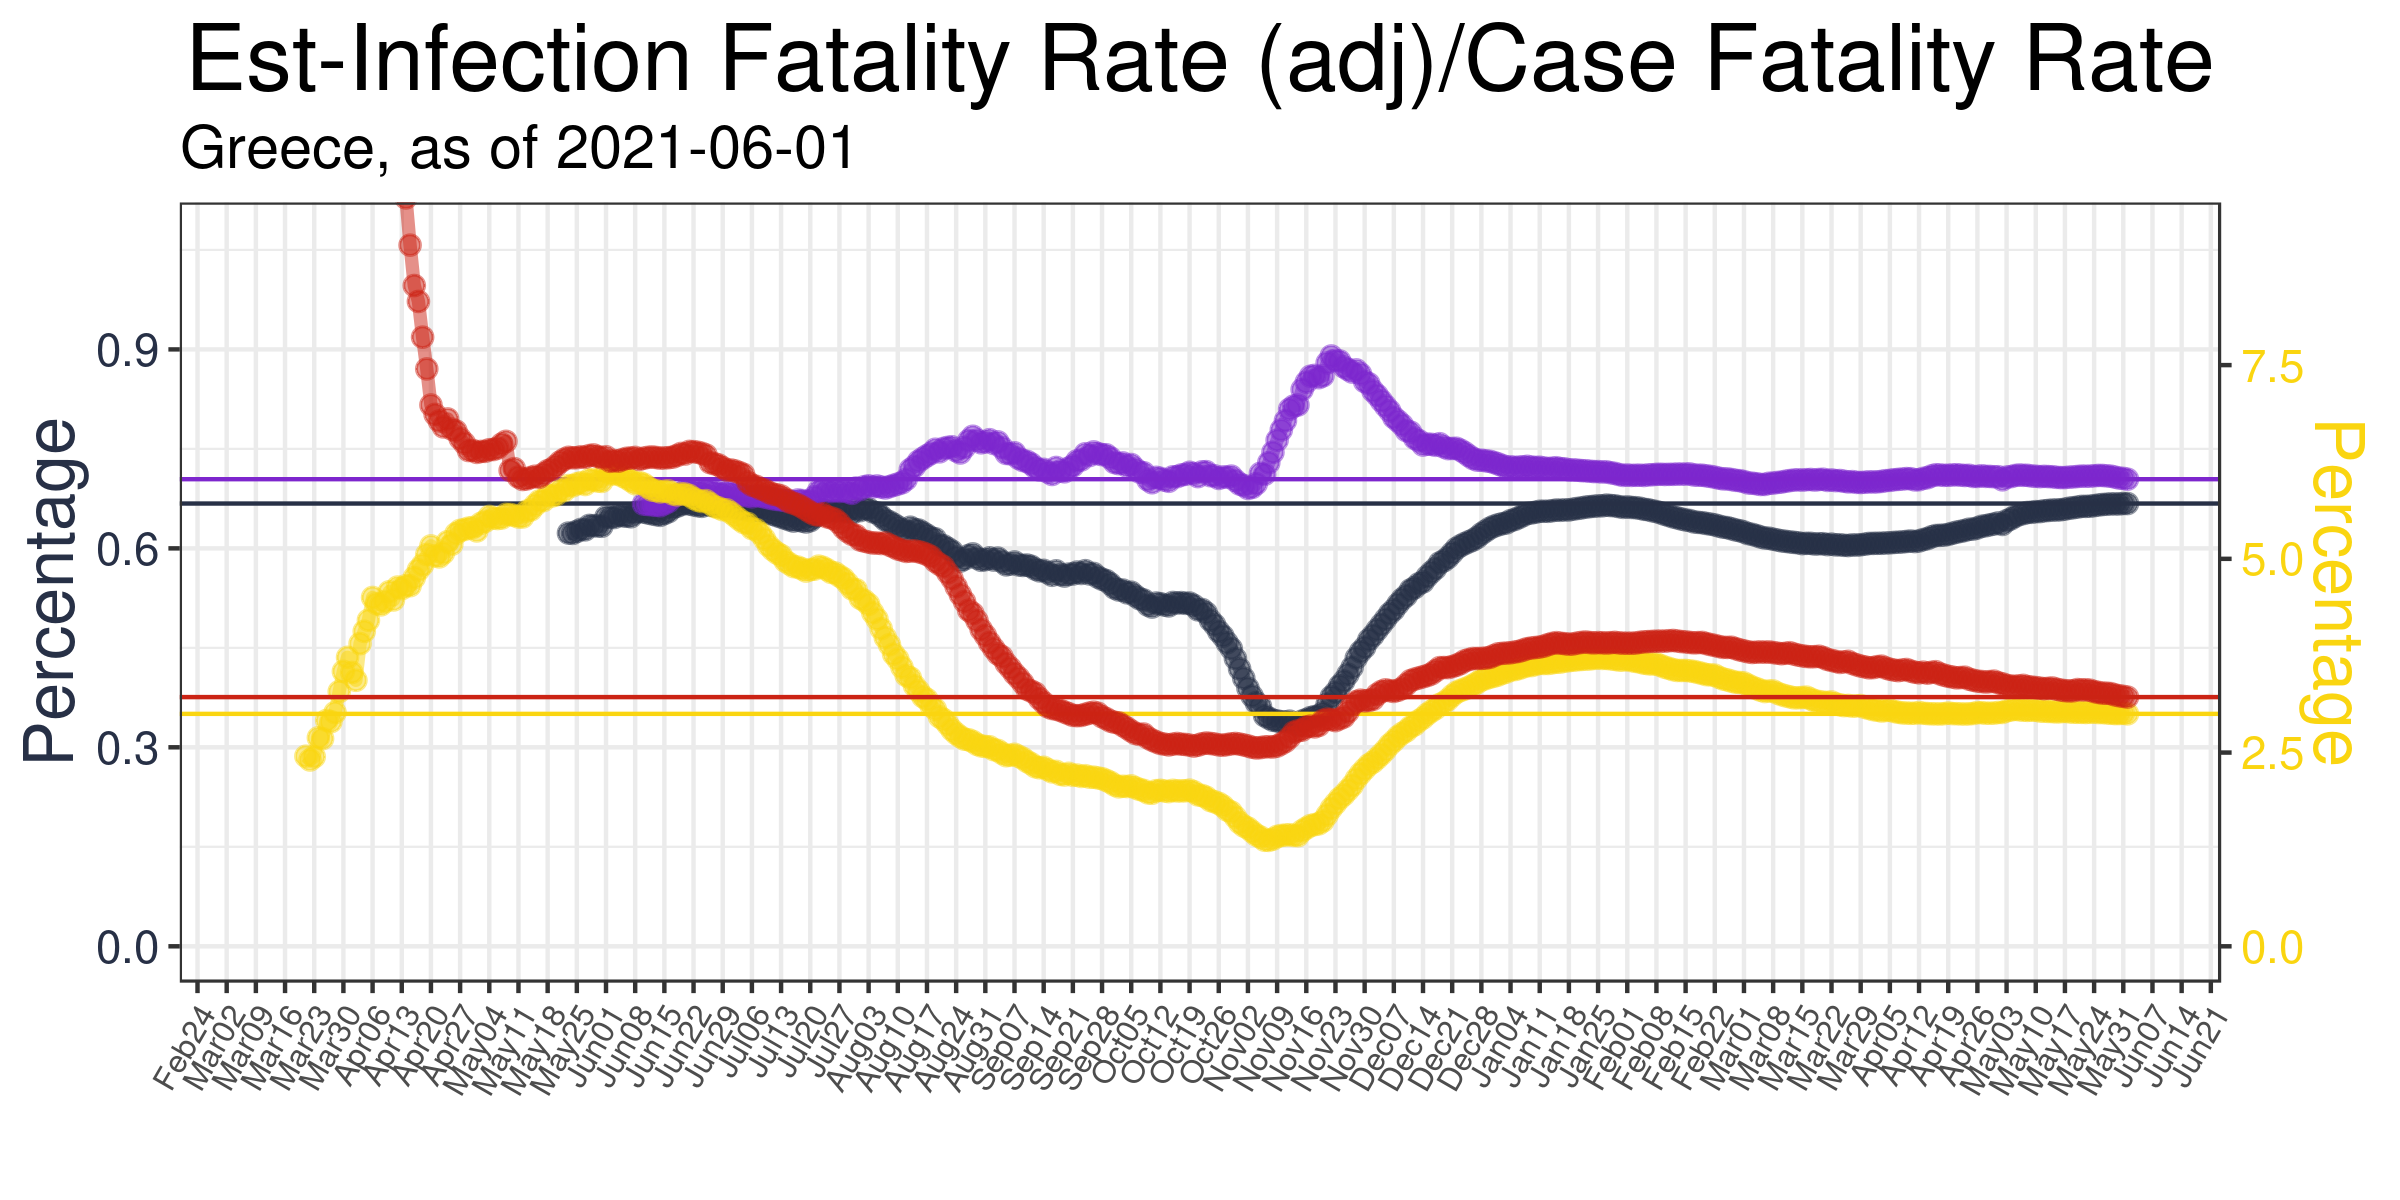 Est-Infection Fatality Rate (adj)/Case Fatality Rate
Greece, as of 2021-06-01
Percentage
0.9
0.6
0.3
0.0
7.5
5.0
2.5
0.0
Percentage
Feb24
Mar02
Mar09
Mar16
Mar23
Mar30
Apr06
Apr13
Apr20
Apr27
May04
May11
May18
May25
Jun01
Jun08
Jun15
Jun22
Jun29
Jul06
Jul13
Jul20
Jul27
Aug03
Aug10
Aug17
Aug24
Aug31
Sep07
Sep14
Sep21
Sep28
Oct05
Oct12
Oct19
Oct26
Nov02
Nov09
Nov16
Nov23
Nov30
Dec07
Dec14
Dec21
Dec28
Jan04
Jan11
Jan18
Jan25
Feb01
Feb08
Feb15
Feb22
Mar01
Mar08
Mar15
Mar22
Mar29
Apr05
Apr12
Apr19
Apr26
May03
May10
May17
May24
May31
Jun07
Jun14
Jun21